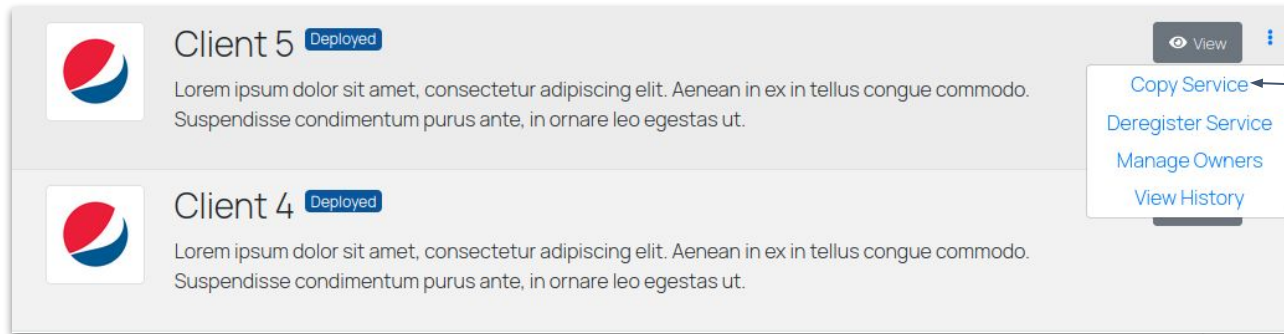 Client 5 Deployed
View
Lorem ipsum dolor sit amet, consectetur adipiscing elit. Aenean in ex in tellus congue commodo.
Suspendisse condimentum purus ante, in ornare leo egestas ut.
Copy Service
Deregister Service
Manage Owners
View History
Client 4 Deployed
Lorem ipsum dolor sit amet, consectetur adipiscing elit. Aenean in ex in tellus congue commodo.
Suspendisse condimentum purus ante, in ornare leo egestas ut.